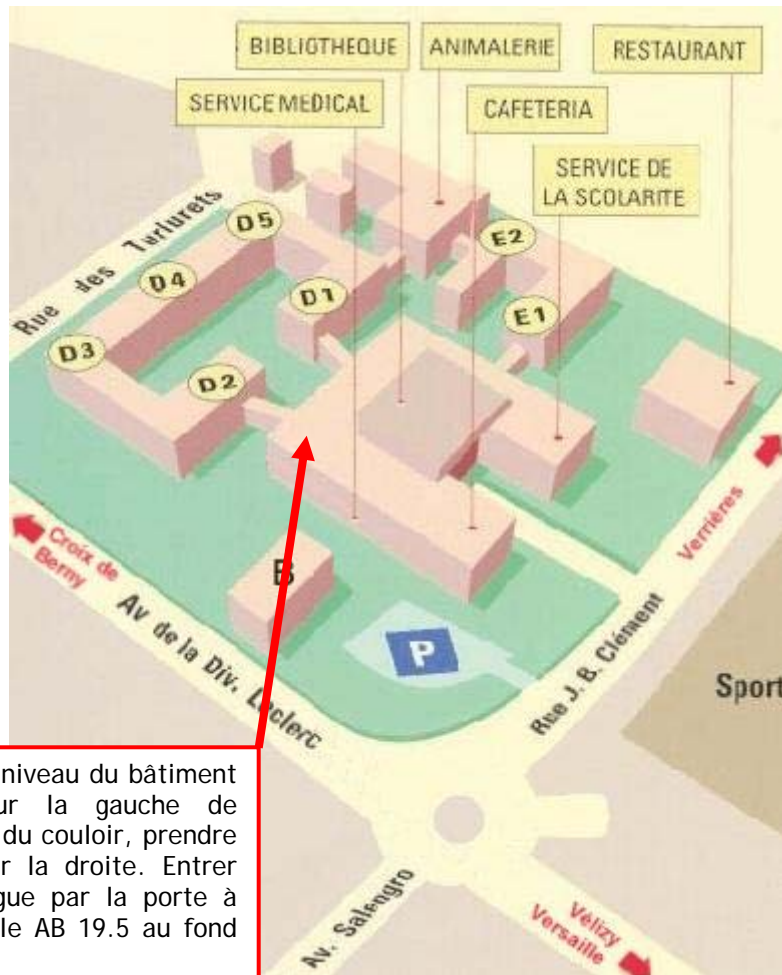 BIBLIOTHEQUE
ANIMALERIE
RESTAURANT
SERVICE MEDICAL
CAFETERIA
SERVICE DE
LA SCOLARITE
Rue des Turlurets
D5
E2
D4
D1
E1
D3
D2
Verrières
Croix de
Berny
B
Av de la Div. Leclerc
P
Rue J. B. Clément
Sport
niveau du bâtiment
ur la gauche de
du couloir, prendre
r la droite. Entrer
gue par la porte à
le AB 19.5 au fond
Av. Salengro
Vélizy
Versaille